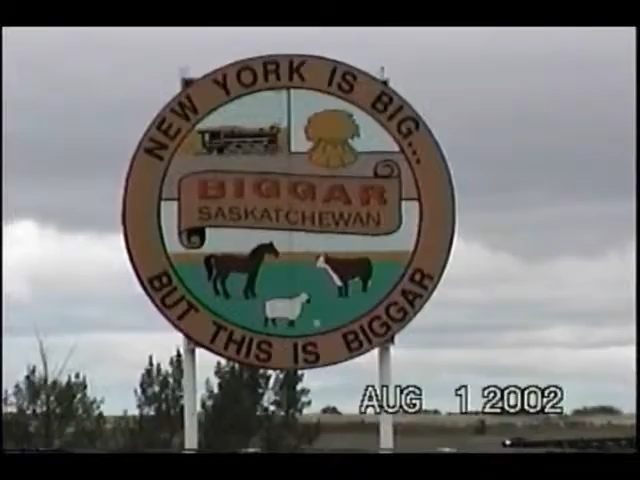 NEW YORK IS BIG...
BIGGAR
SASKATCHEWAN
BUT THIS IS BIGGAR
AUG 1 2002